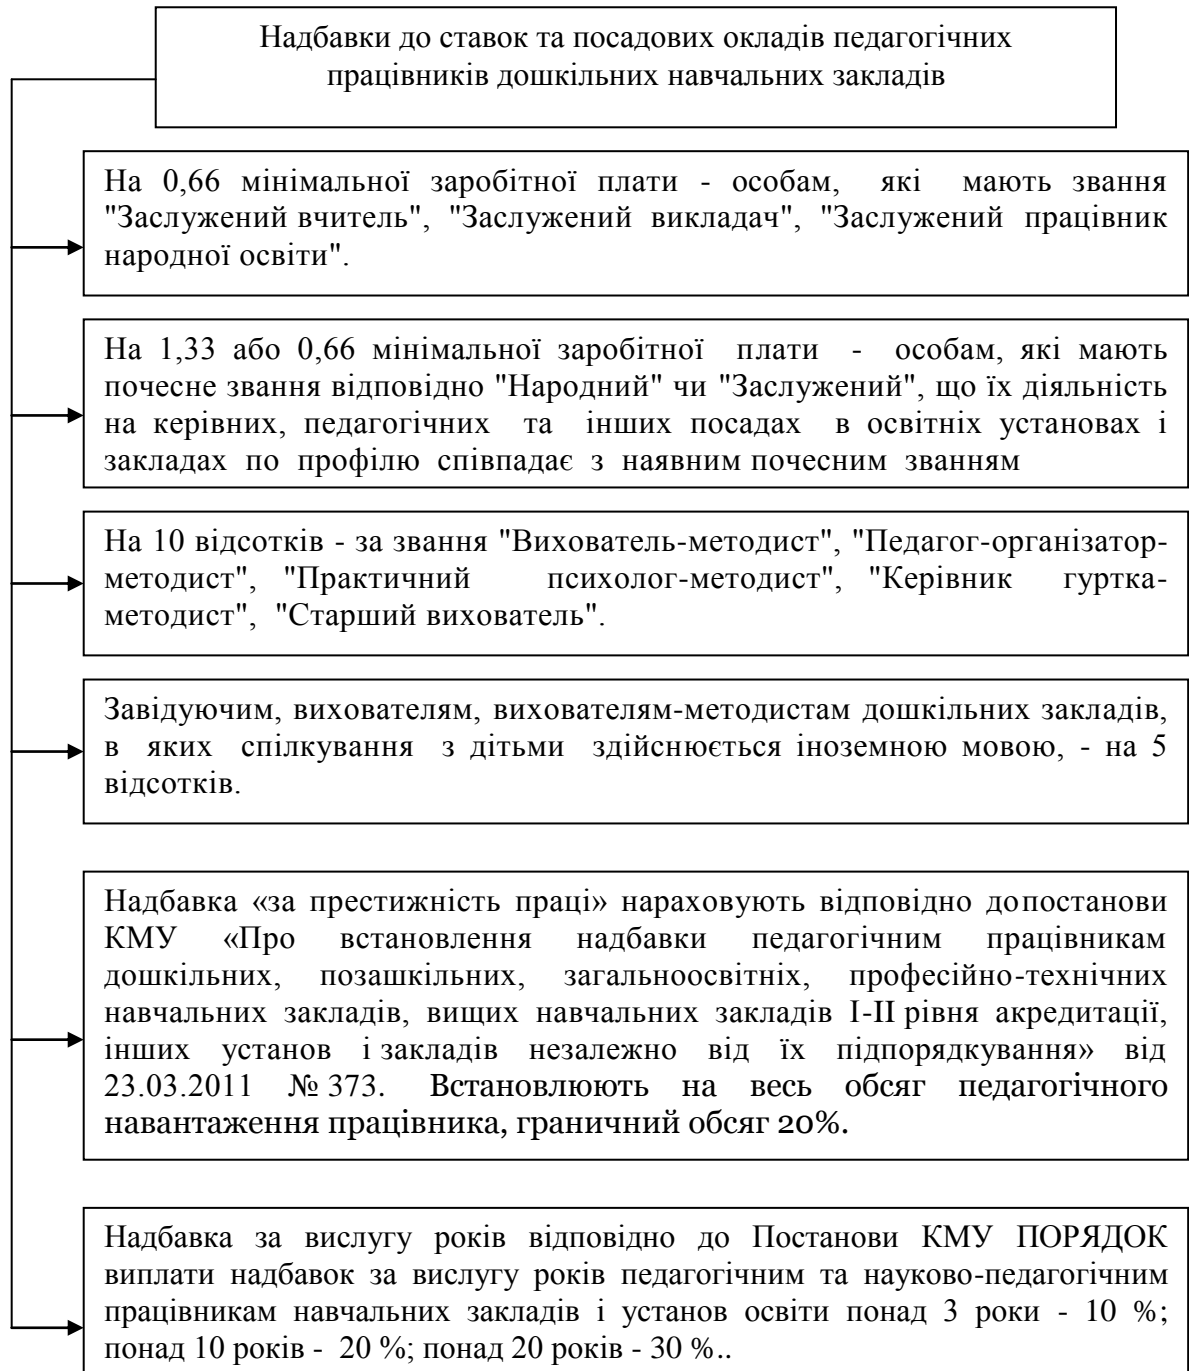 Надбавки до ставок та посадових окладів педагогічних
працівників дошкільних навчальних закладів
На 0,66 мінімальної заробітної плати - особам, які мають звання
"Заслужений вчитель", "Заслужений викладач", "Заслужений працівник
народної освіти".
На 1,33 або 0,66 мінімальної заробітної плати - особам, які мають
почесне звання відповідно "Народний" чи "Заслужений", що їх діяльність
на керівних, педагогічних та інших посадах в освітніх установах і
закладах по профілю співпадає з наявним почесним званням
На 10 відсотків - за звання "Вихователь-методист", "Педагог-організатор-
методист", "Практичний психолог-методист", "Керівник гуртка-
методист", "Старший вихователь".
Завідуючим, вихователям, вихователям-методистам дошкільних закладів,
в яких спілкування з дітьми здійснюється іноземною мовою, - на 5
відсотків.
Надбавка «за престижність праці» нараховують відповідно допостанови
КМУ «Про встановлення надбавки педагогічним працівникам
дошкільних, позашкільних, загальноосвітніх, професійно-технічних
навчальних закладів, вищих навчальних закладів I-II рівня акредитації,
інших установ і закладів незалежно від їх підпорядкування» від
23.03.2011 № 373. Встановлюють на весь обсяг педагогічного
навантаження працівника, граничний обсяг 20%.
Надбавка за вислугу років відповідно до Постанови КМУ ПОРЯДОК
виплати надбавок за вислугу років педагогічним та науково-педагогічним
працівникам навчальних закладів і установ освіти понад 3 роки - 10 %;
понад 10 років - 20 %; понад 20 років - 30 %..